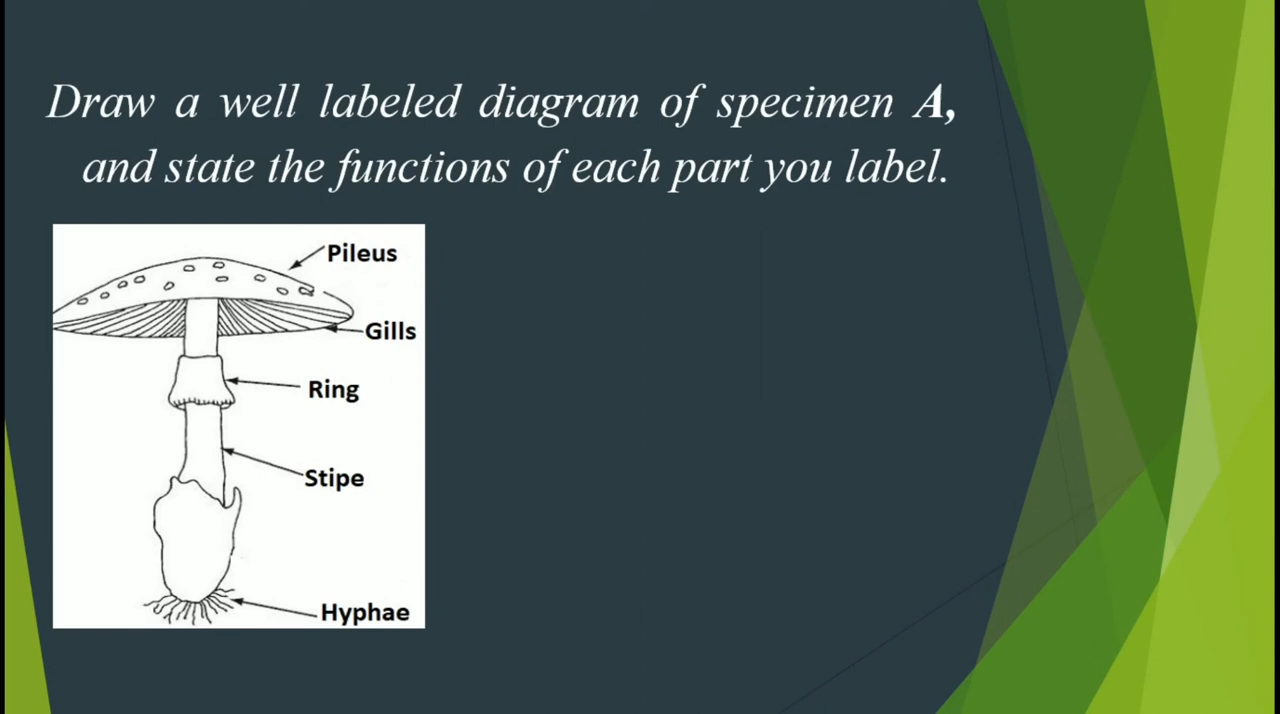 Draw a well labeled diagram of specimen A,
and state the functions of each part you label.
Pileus
Gills
Ring
Stipe
Hyphae